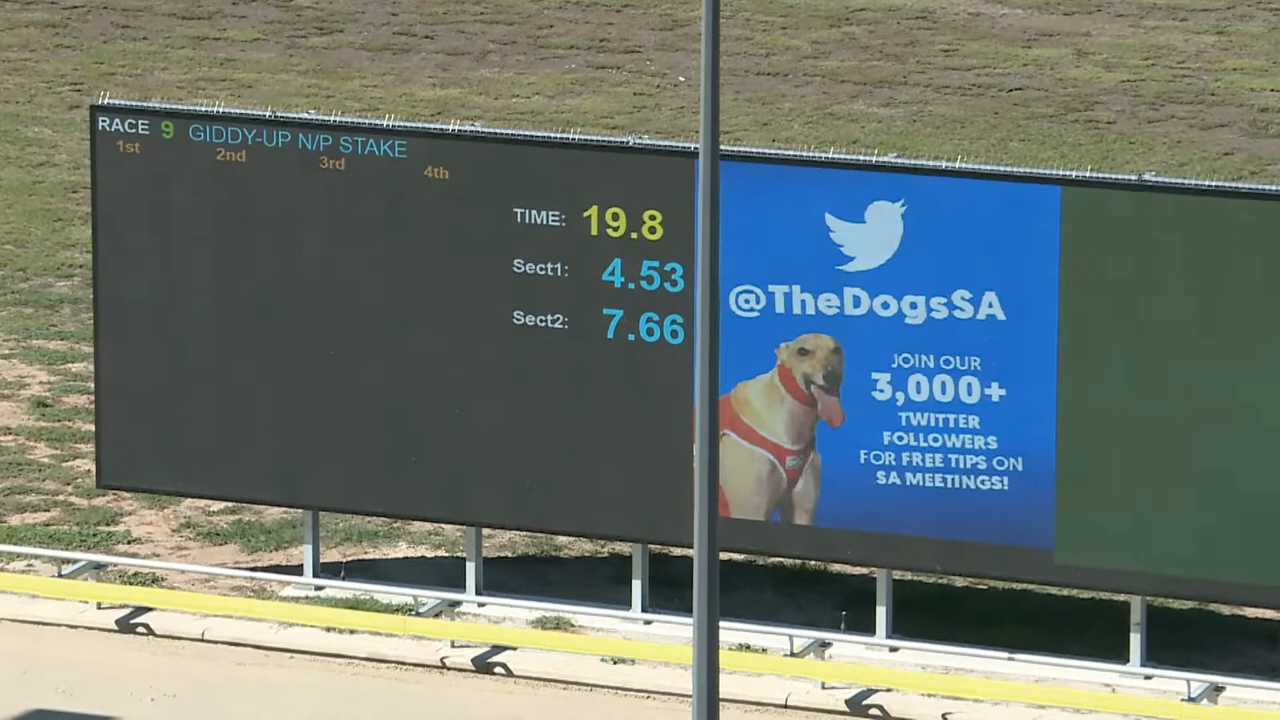 RACE 9 GIDDY-UP N/P STAKE
1st 2nd 3rd 4th
TIME: 19.8
Sect1: 4.53
Sect2: 7.66
@TheDogsSA
JOIN OUR
3,000+
TWITTER
FOLLOWERS
FOR FREE TIPS ON
SA MEETINGS!